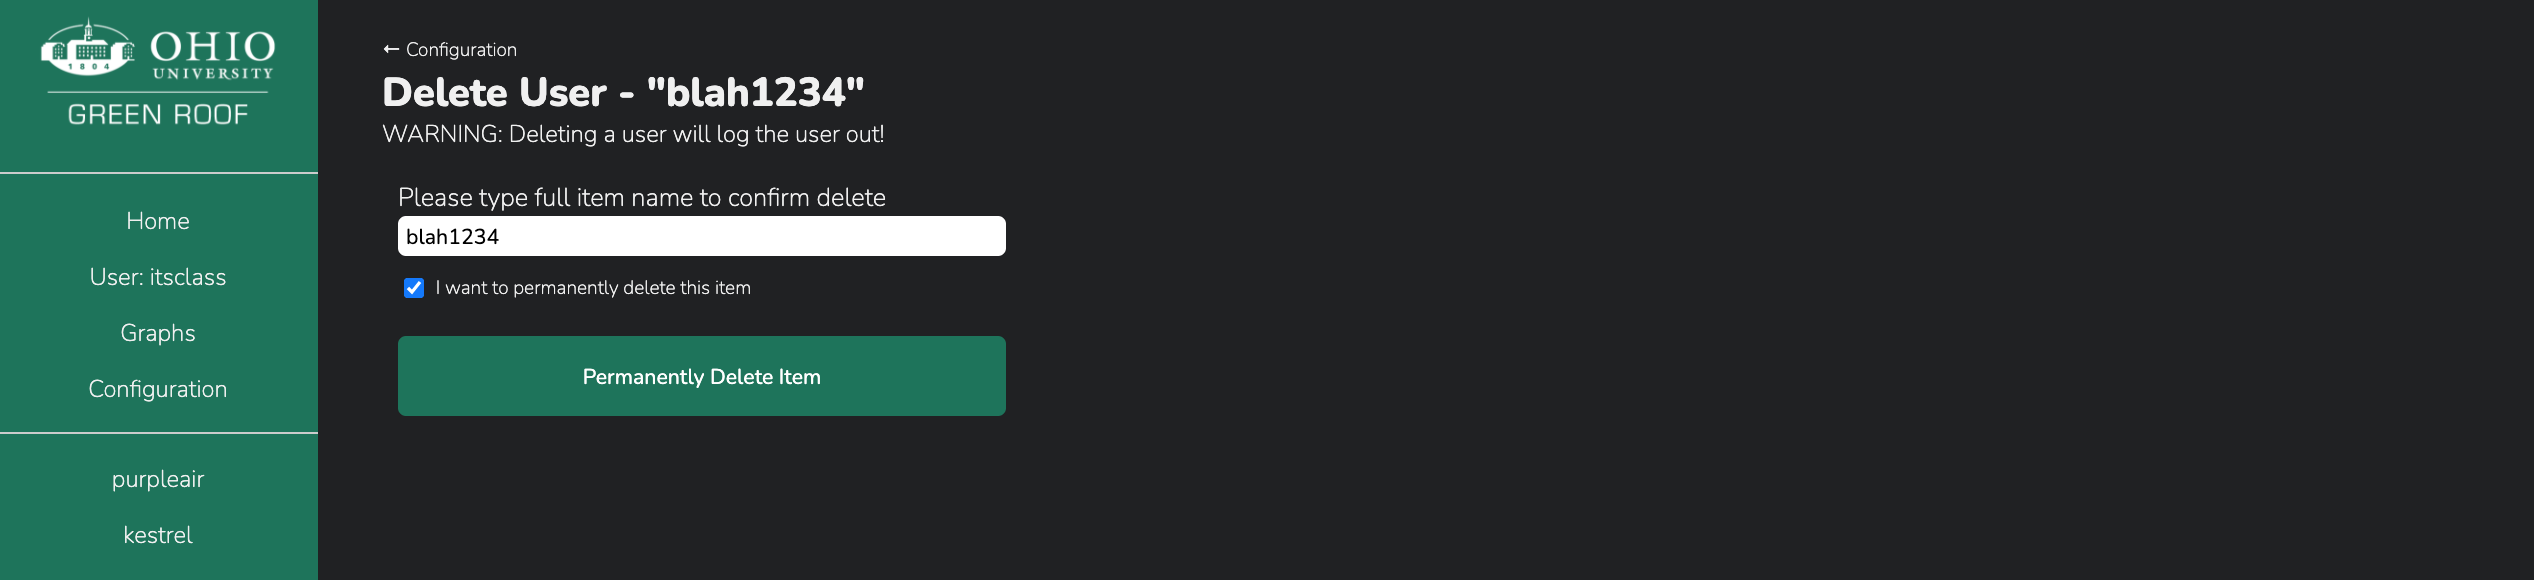 1804
OHIO
UNIVERSITY
GREEN ROOF
Home
User: itsclass
Graphs
Configuration
purpleair
kestrel
← Configuration
Delete User - "blah1234"
WARNING: Deleting a user will log the user out!
Please type full item name to confirm delete
blah1234
I want to permanently delete this item
Permanently Delete Item